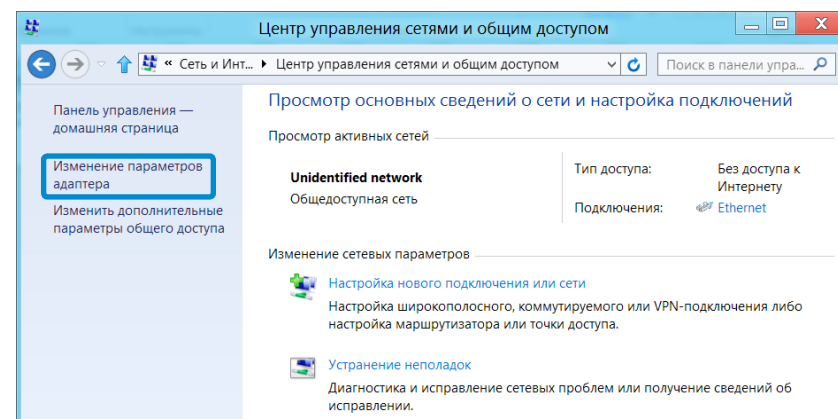 Центр управления сетями и общим доступом
« Сеть и Инт... Центр управления сетями и общим доступом
Поиск в панели упра...
Панель управления —
домашняя страница
Изменение параметров
адаптера
Изменить дополнительные
параметры общего доступа
Просмотр основных сведений о сети и настройка подключений
Просмотр активных сетей
Unidentified network
Общедоступная сеть
Тип доступа: Без доступа к
Интернету
Подключения: Ethernet
Изменение сетевых параметров
Настройка нового подключения или сети
Настройка широкополосного, коммутируемого или VPN-подключения либо
настройка маршрутизатора или точки доступа.
Устранение неполадок
Диагностика и исправление сетевых проблем или получение сведений об
исправлении.